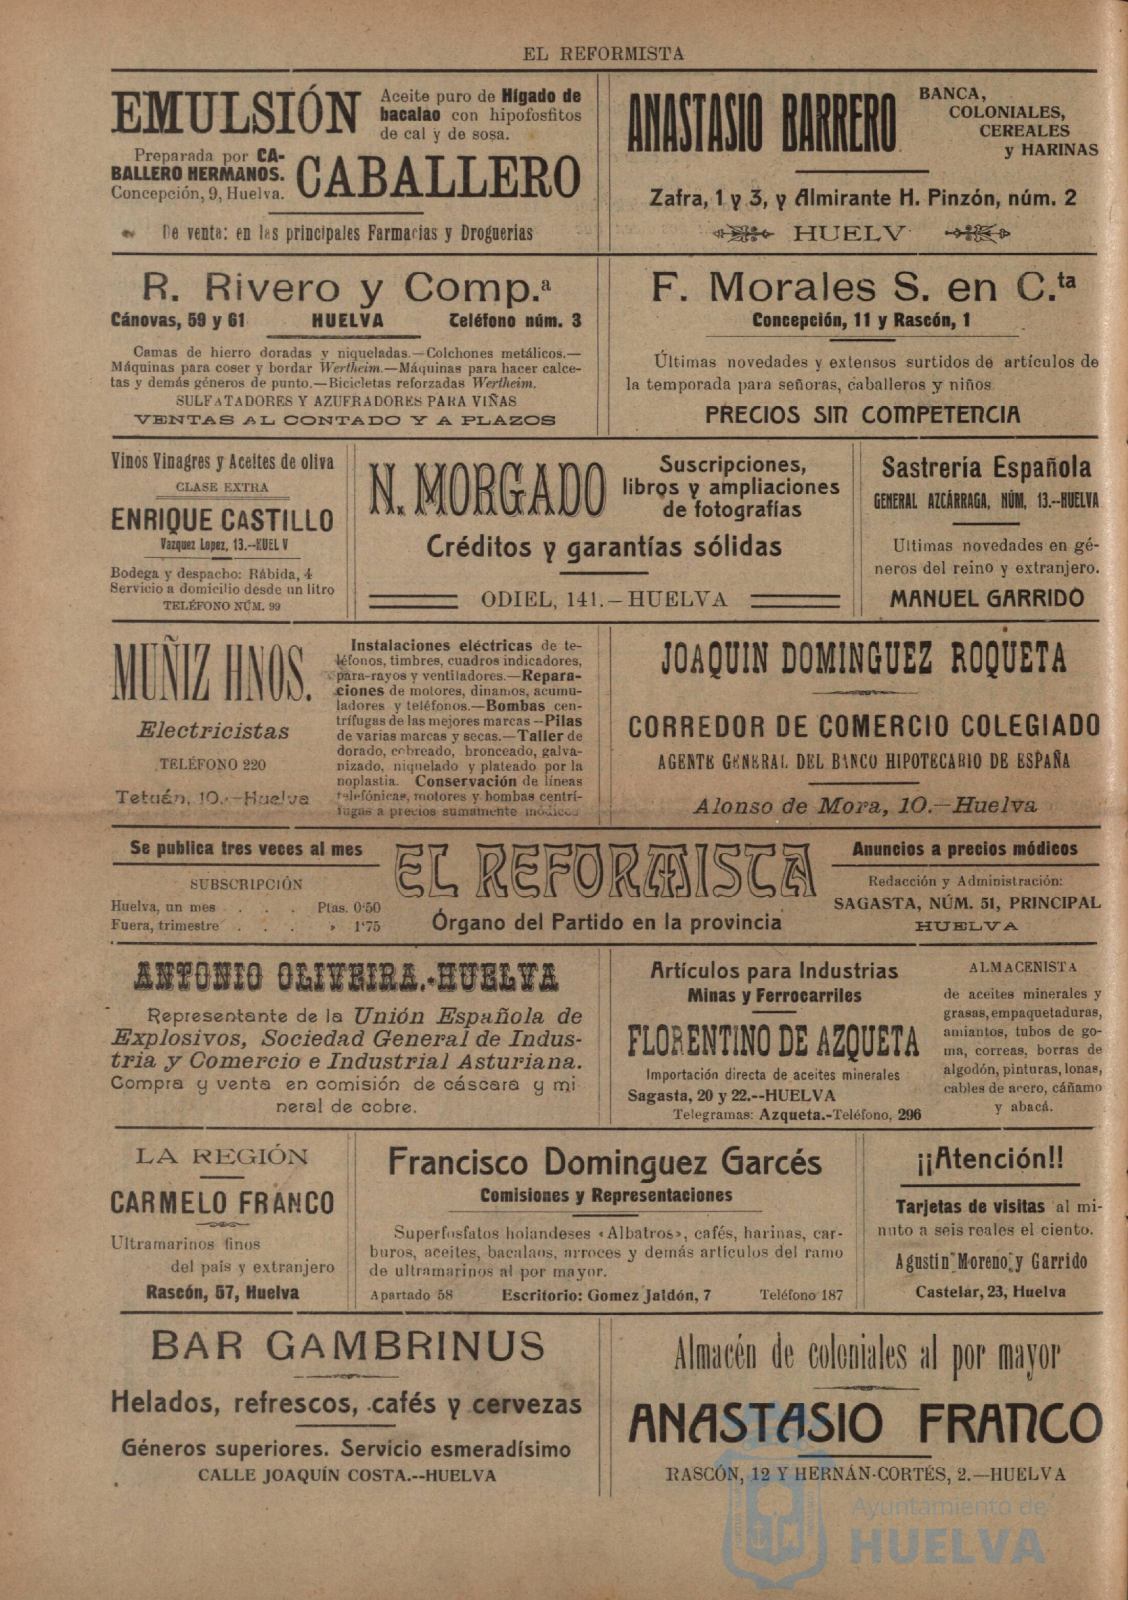 EL REFORMISTA
EMULSIÓN
Aceite puro de Hígado de
bacalao con hipofosfitos
de cal y de sosa.
Preparada por CA-
BALLERO HERMANOS.
Concepción, 9, Huelva.
CABALLERO
De venta: en las principales Farmacias y Droguerías
ANASTASIO BARRERO
BANCA,
COLONIALES,
CEREALES
y HARINAS
Zafra, 1 y 3, y Almirante H. Pinzón, núm. 2
HUELV
R. Rivero y Comp.ª
Cánovas, 59 y 61 HUELVA Teléfono núm. 3
Camas de hierro doradas y niqueladas.—Colchones metálicos.—
Máquinas para coser y bordar Wertheim.—Máquinas para hacer calce-
tas y demás géneros de punto.—Bicicletas reforzadas Wertheim.
SULFATADORES Y AZUFRADORES PARA VIÑAS
VENTAS AL CONTADO Y A PLAZOS
F. Morales S. en C.ta
Concepción, 11 y Rascón, 1
Últimas novedades y extensos surtidos de artículos de
la temporada para señoras, caballeros y niños
PRECIOS SIN COMPETENCIA
Vinos Vinagres y Aceites de oliva
CLASE EXTRA
ENRIQUE CASTILLO
Vazquez Lopez, 13.--HUELV
Bodega y despacho: Rábida, 4
Servicio a domicilio desde un litro
TELÉFONO NÚM. 99
N. MORGADO
Suscripciones,
libros y ampliaciones
de fotografías
Créditos y garantías sólidas
ODIEL, 141.—HUELVA
Sastrería Española
GENERAL AZCÁRRAGA, NÚM, 13.--HUELVA
Ultimas novedades en gé-
neros del reino y extranjero.
MANUEL GARRIDO
MUÑIZ HNOS.
Electricistas
TELÉFONO 220
Tetuán, 10.—Huelva
Instalaciones eléctricas de te-
léfonos, timbres, cuadros indicadores,
para-rayos y ventiladores.—Repara-
ciones de motores, dinamos, acumu-
ladores y teléfonos.—Bombas cen-
trífugas de las mejores marcas—Pilas
de varias marcas y secas.—Taller de
dorado, cobreado, bronceado, galva-
nizado, niquelado y plateado por la
noplastia. Conservación de líneas
telefónicas, motores y bombas centrí-
fugas a precios sumamente módicos
JOAQUIN DOMINGUEZ ROQUETA
CORREDOR DE COMERCIO COLEGIADO
AGENTE GENERAL DEL BANCO HIPOTECARIO DE ESPAÑA
Alonso de Mora, 10.—Huelva
Se publica tres veces al mes
SUBSCRIPCIÓN
Huelva, un mes . . . Ptas. 0'50
Fuera, trimestre . . . » 1'75
EL REFORMISTA
Órgano del Partido en la provincia
Anuncios a precios módicos
Redacción y Administración:
SAGASTA, NÚM. 51, PRINCIPAL
HUELVA
ANTONIO OLIVEIRA.-HUELVA
Representante de la Unión Española de
Explosivos, Sociedad General de Indus-
tria y Comercio e Industrial Asturiana.
Compra y venta en comisión de cáscara y mi
neral de cobre.
Artículos para Industrias
Minas y Ferrocarriles
FLORENTINO DE AZQUETA
Importación directa de aceites minerales
Sagasta, 20 y 22.--HUELVA
Telegramas: Azqueta.-Teléfono, 296
ALMACENISTA
de aceites minerales y
grasas, empaquetaduras,
amiantos, tubos de go-
ma, correas, borras de
algodón, pinturas, lonas,
cables de acero, cáñamo
y abacá.
LA REGIÓN
CARMELO FRANCO
Ultramarinos finos
del país y extranjero
Rascón, 57, Huelva
Francisco Dominguez Garcés
Comisiones y Representaciones
Superfosfatos holandeses «Albatros», cafés, harinas, car-
buros, aceites, bacalaos, arroces y demás artículos del ramo
de ultramarinos al por mayor.
Apartado 58 Escritorio: Gomez Jaldón, 7 Teléfono 187
¡¡Atención!!
Tarjetas de visitas al mi-
nuto a seis reales el ciento.
Agustín Moreno y Garrido
Castelar, 23, Huelva
BAR GAMBRINUS
Helados, refrescos, cafés y cervezas
Géneros superiores. Servicio esmeradísimo
CALLE JOAQUÍN COSTA.--HUELVA
Almacén de coloniales al por mayor
ANASTASIO FRANCO
RASCÓN, 12 Y HERNÁN-CORTÉS, 2.—HUELVA
Ayuntamiento de
HUELVA